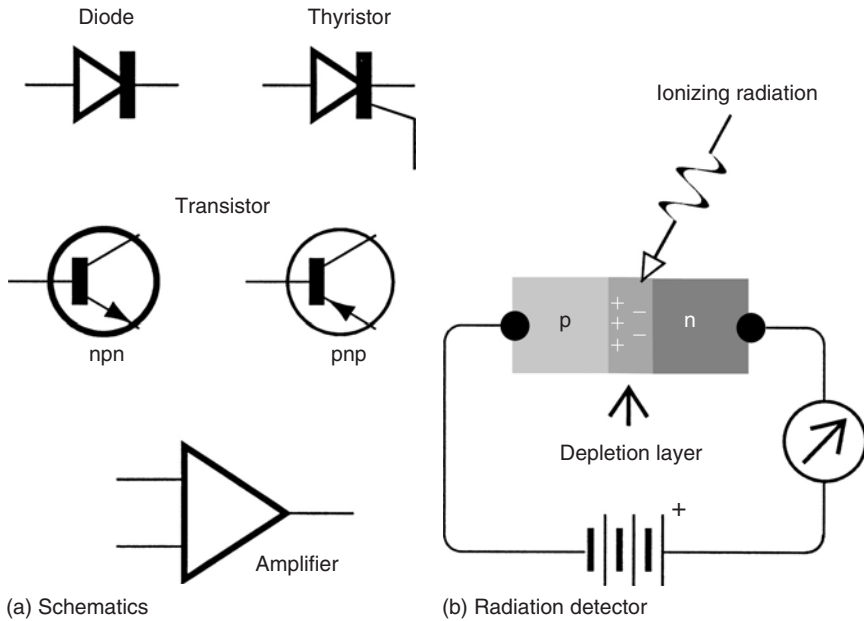 Diode
Thyristor
Transistor
npn
pnp
Amplifier
(a) Schematics
Ionizing radiation
p
+
+
+
−
−
n
Depletion layer
+
(b) Radiation detector